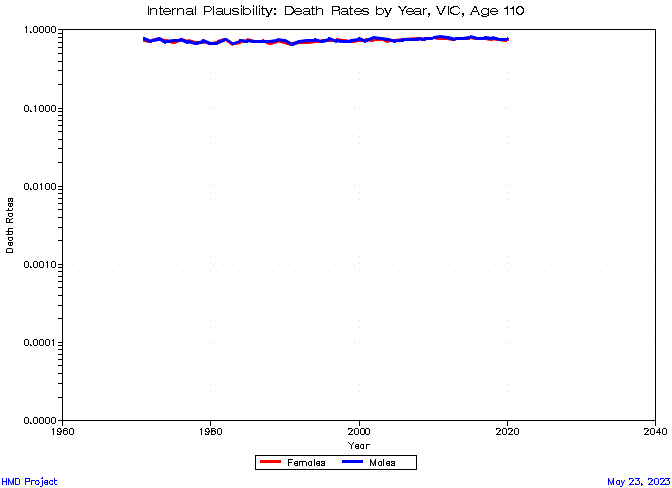 Internal Plausibility: Death Rates by Year, VIC, Age 110
1.0000
0.1000
0.0100
0.0010
0.0001
0.0000
Death Rates
1960
1980
2000
2020
2040
Year
Females
Males
HMD Project
May 23, 2023